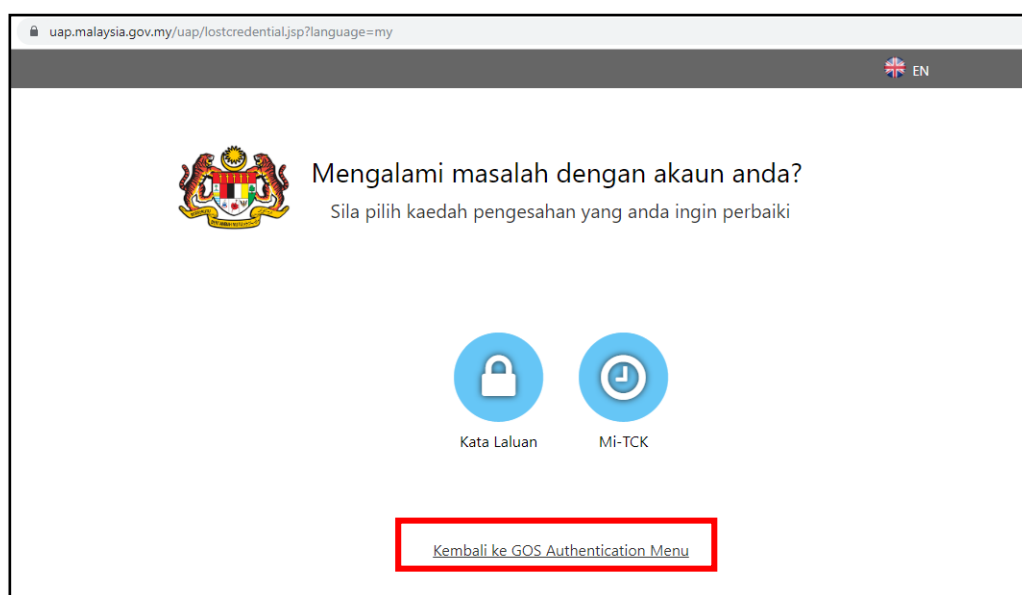 uap.malaysia.gov.my/uap/lostcredential.jsp?language=my
EN
Mengalami masalah dengan akaun anda?
Sila pilih kaedah pengesahan yang anda ingin perbaiki
Kata Laluan
Mi-TCK
Kembali ke GOS Authentication Menu